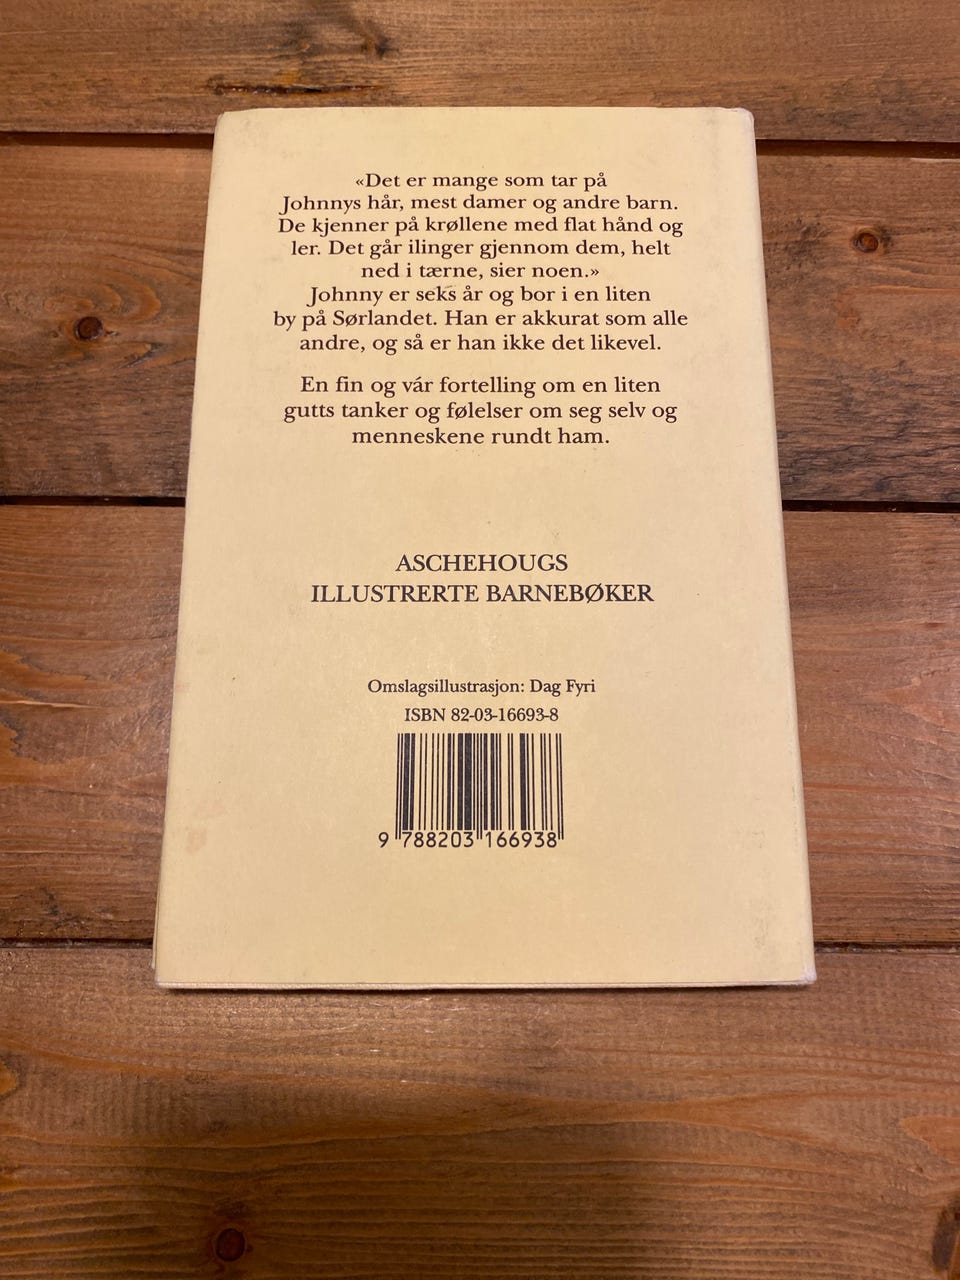 «Det er mange som tar på
Johnnys hår, mest damer og andre barn.
De kjenner på krøllene med flat hånd og
ler. Det går ilinger gjennom dem, helt
ned i tærne, sier noen.»
Johnny er seks år og bor i en liten
by på Sørlandet. Han er akkurat som alle
andre, og så er han ikke det likevel.
En fin og vár fortelling om en liten
gutts tanker og følelser om seg selv og
menneskene rundt ham.
ASCHEHOUGS
ILLUSTRERTE BARNEBØKER
Omslagsillustrasjon: Dag Fyri
ISBN 82-03-16693-8
9 788203 166938